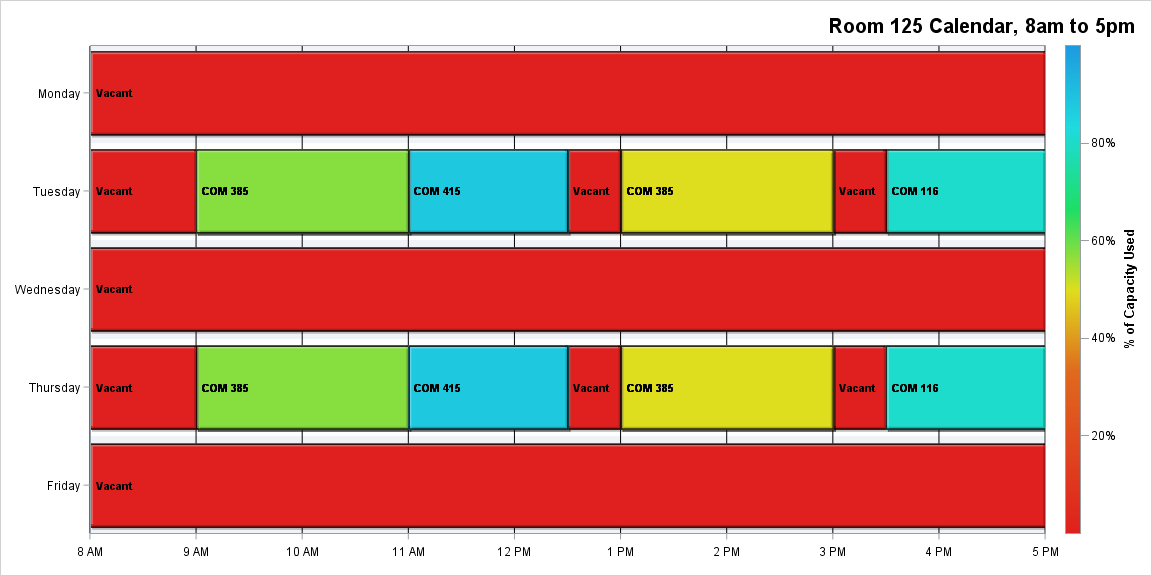 Room 125 Calendar, 8am to 5pm
Monday
Vacant
Tuesday
Vacant
COM 385
COM 415
Vacant
COM 385
Vacant
COM 116
Wednesday
Vacant
Thursday
Vacant
COM 385
COM 415
Vacant
COM 385
Vacant
COM 116
Friday
Vacant
8 AM
9 AM
10 AM
11 AM
12 PM
1 PM
2 PM
3 PM
4 PM
5 PM
80%
60%
40%
20%
% of Capacity Used